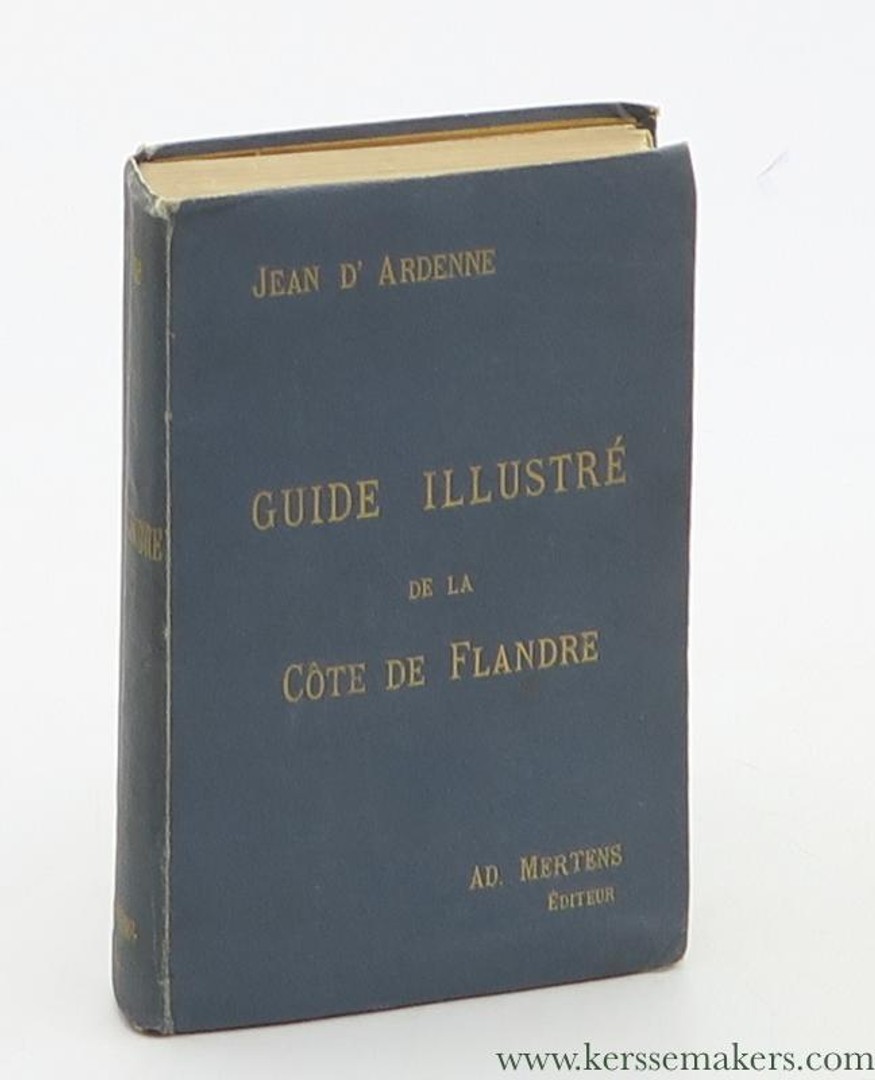 JEAN D' ARDENNE
GUIDE ILLUSTRÉ
DE LA
CÔTE DE FLANDRE
AD. MERTENS
ÉDITEUR
www.kerssemakers.com